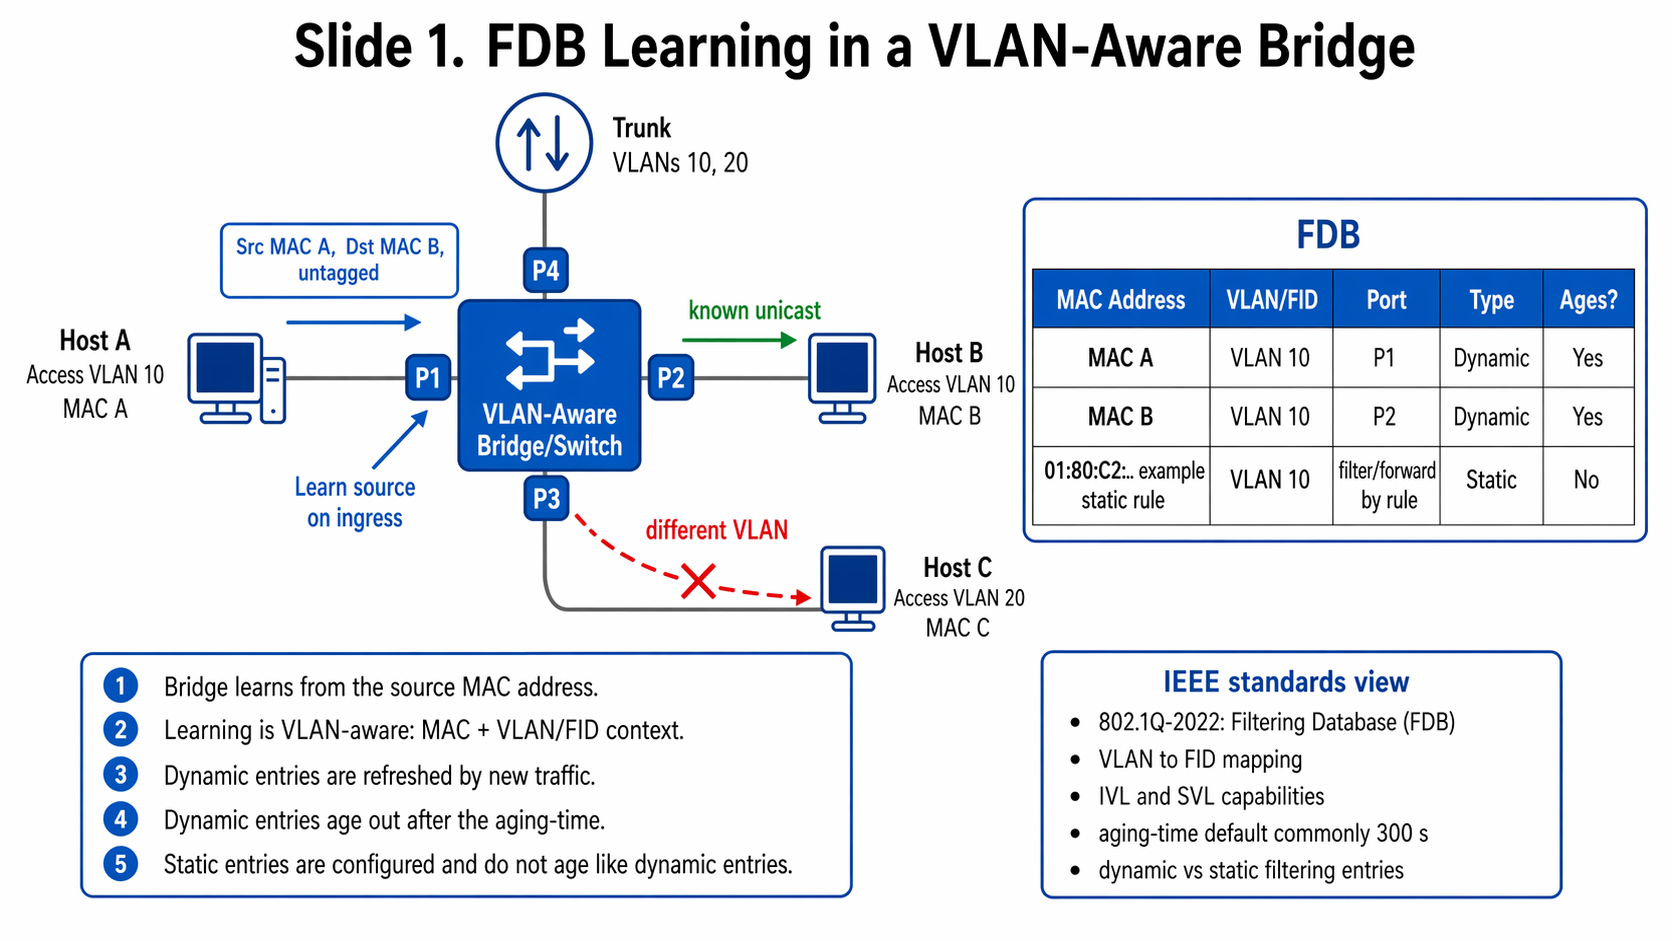 Slide 1. FDB Learning in a VLAN-Aware Bridge
Trunk
VLANs 10, 20
Src MAC A, Dst MAC B,
untagged
P4
Host A
Access VLAN 10
MAC A
P1
VLAN-Aware
Bridge/Switch
P2
known unicast
Host B
Access VLAN 10
MAC B
Learn source
on ingress
P3
different VLAN
Host C
Access VLAN 20
MAC C
FDB
MAC Address VLAN/FID Port Type Ages?
MAC A VLAN 10 P1 Dynamic Yes
MAC B VLAN 10 P2 Dynamic Yes
01:80:C2:.. example static rule VLAN 10 filter/forward by rule Static No
1 Bridge learns from the source MAC address.
2 Learning is VLAN-aware: MAC + VLAN/FID context.
3 Dynamic entries are refreshed by new traffic.
4 Dynamic entries age out after the aging-time.
5 Static entries are configured and do not age like dynamic entries.
IEEE standards view
• 802.1Q-2022: Filtering Database (FDB)
• VLAN to FID mapping
• IVL and SVL capabilities
• aging-time default commonly 300 s
• dynamic vs static filtering entries